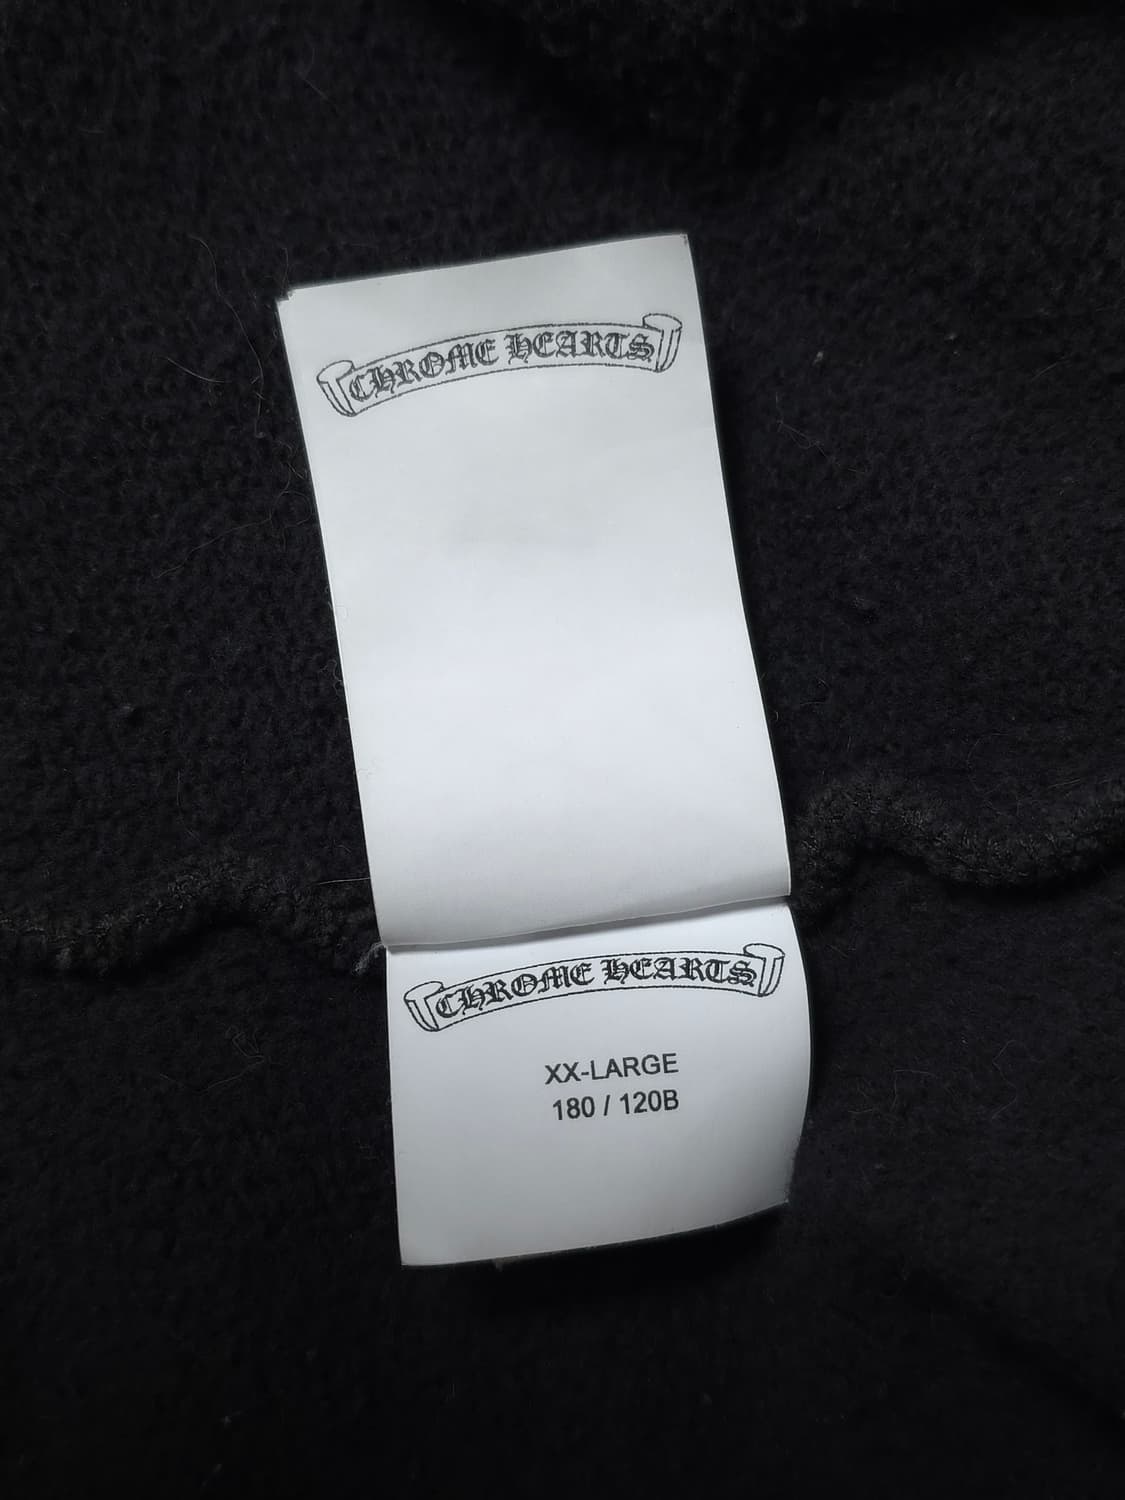 CHROME HEARTS
CHROME HEARTS
XX-LARGE
180 / 120B